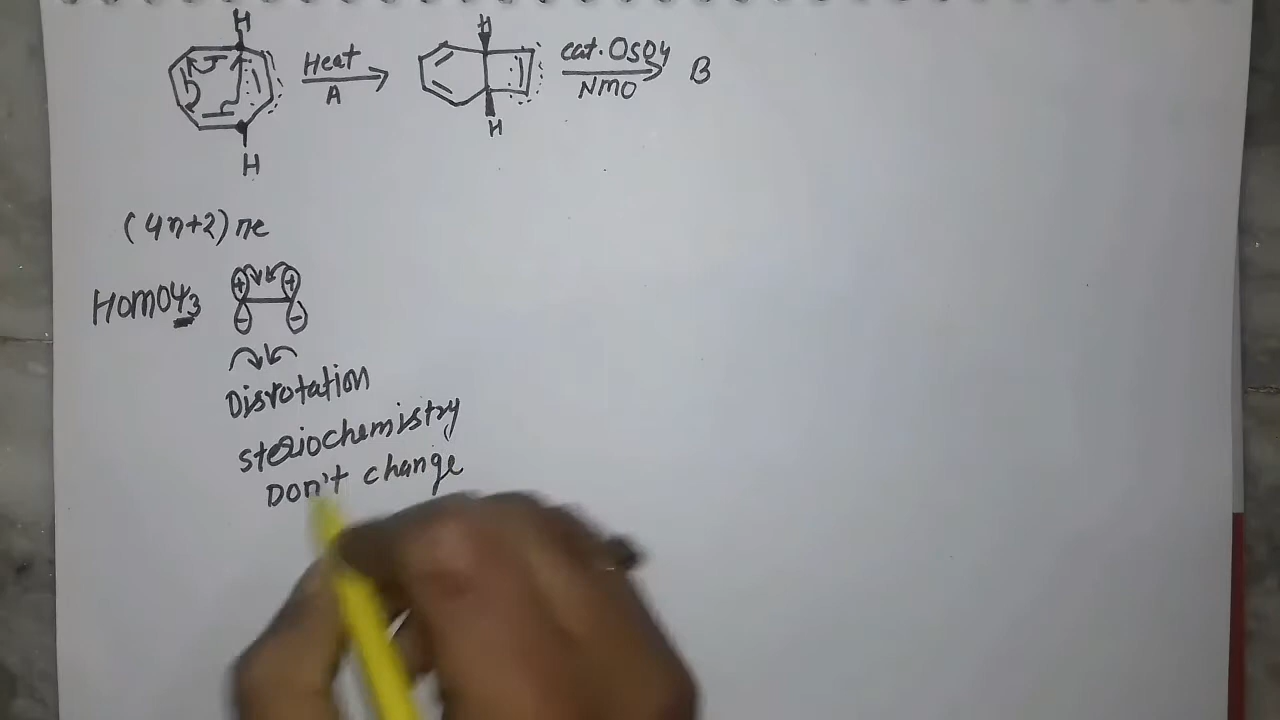 H
Heat
A
H
H
H
cat. OsO4
NMO
B
(4n+2) πe
HOMO Ψ3
+ +
- -
Disrotation
steriochemistry
Don't change